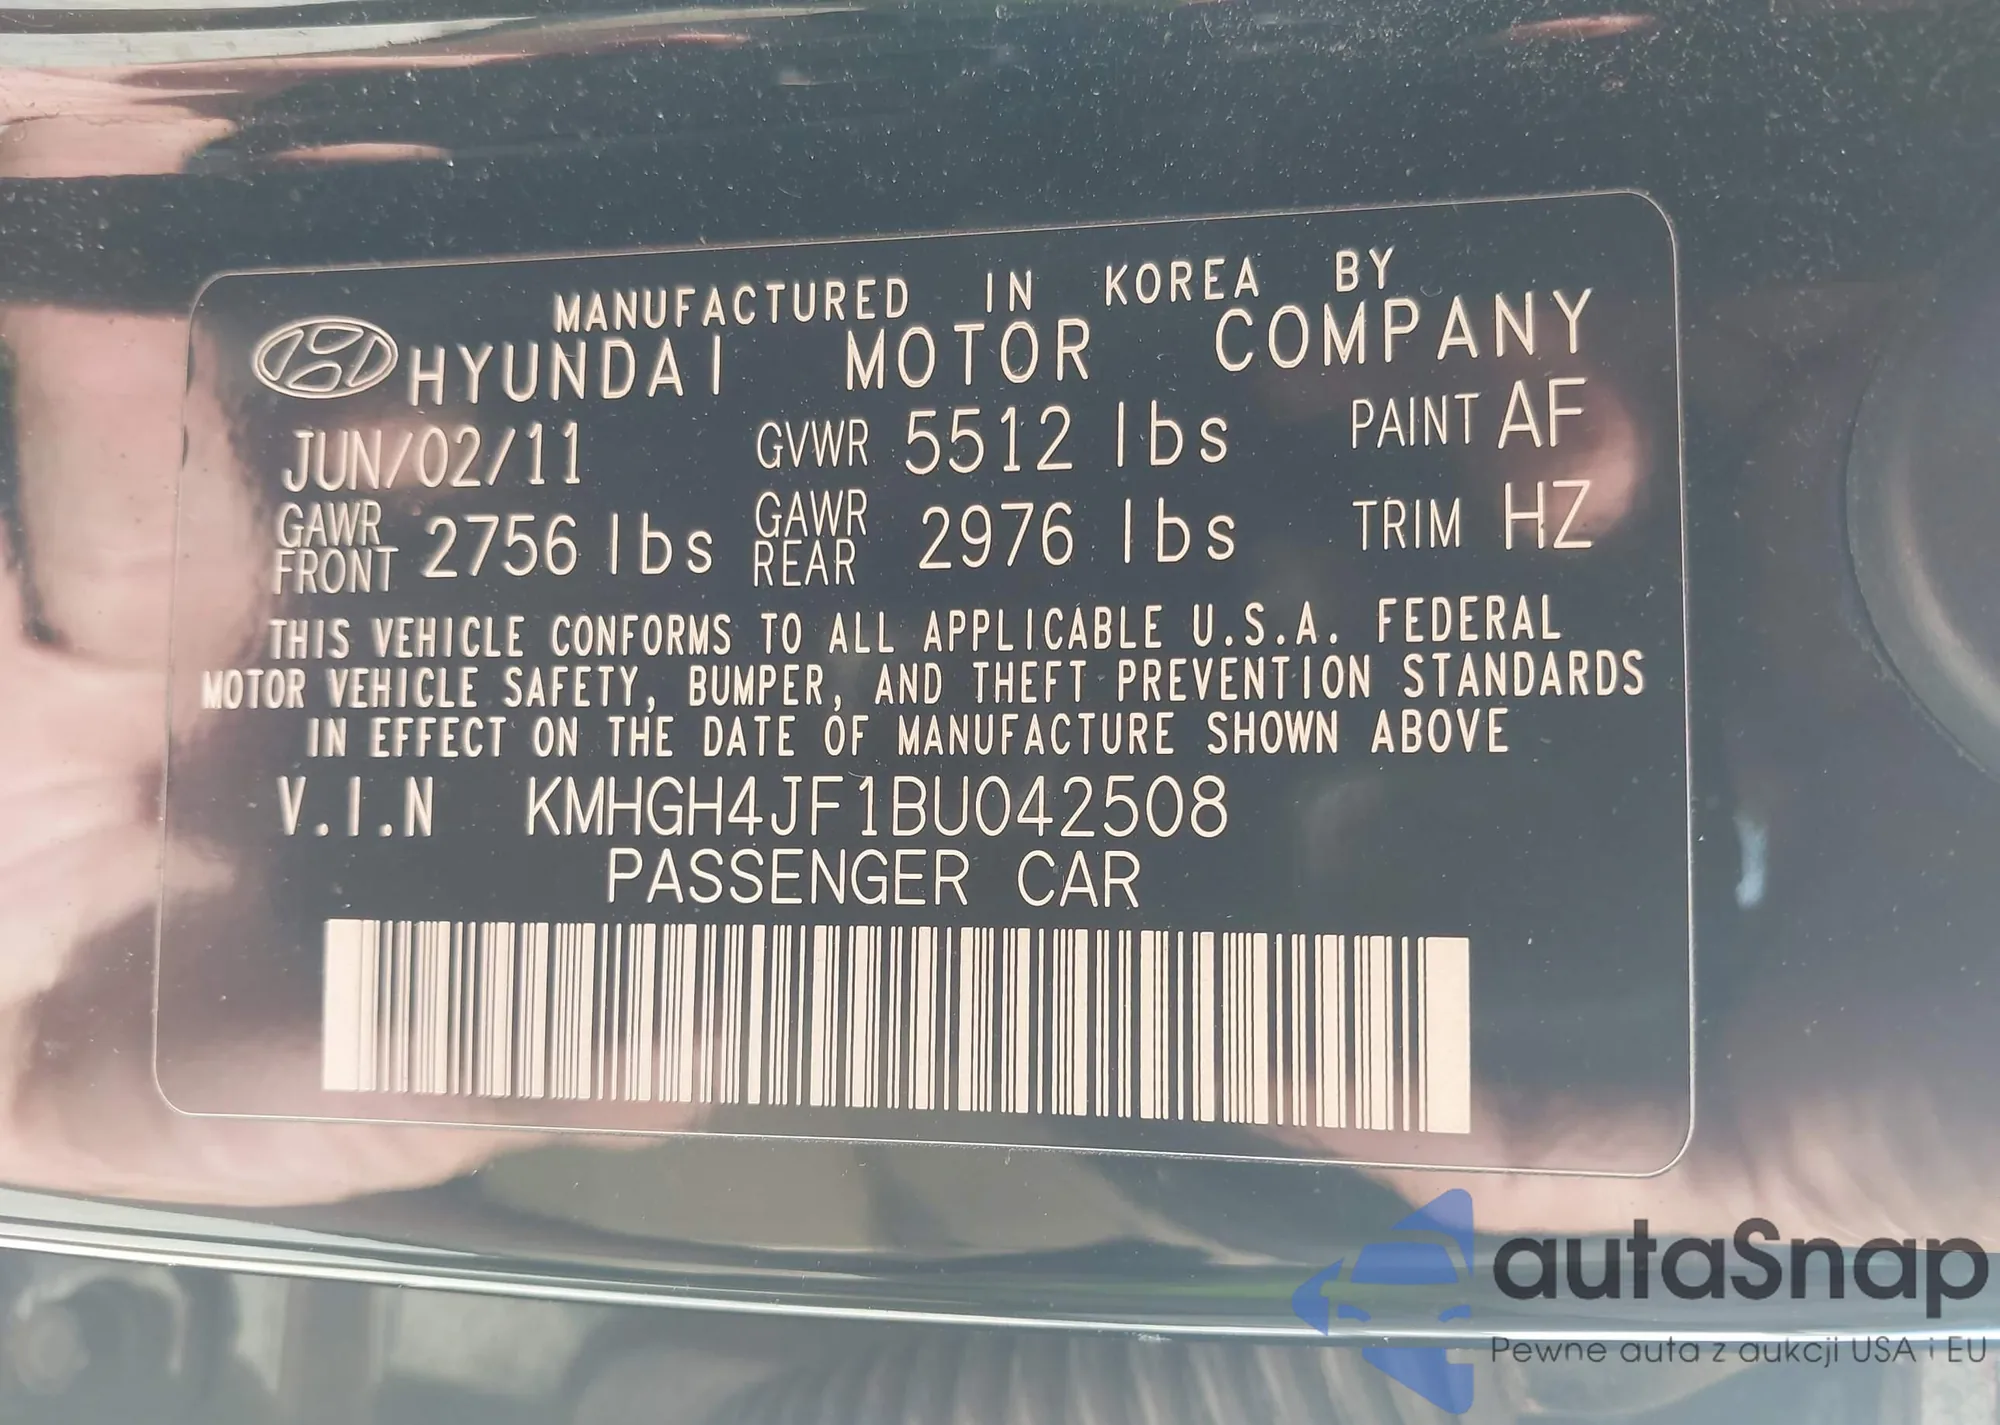 MANUFACTURED IN KOREA BY
HYUNDAI MOTOR COMPANY
JUN/02/11 GVWR 5512 lbs PAINT AF
GAWR FRONT 2756 lbs GAWR REAR 2976 lbs TRIM HZ
THIS VEHICLE CONFORMS TO ALL APPLICABLE U.S.A. FEDERAL
MOTOR VEHICLE SAFETY, BUMPER, AND THEFT PREVENTION STANDARDS
IN EFFECT ON THE DATE OF MANUFACTURE SHOWN ABOVE
V.I.N KMHGH4JF1BU042508
PASSENGER CAR
autaSnap
Pewne auta z aukcji USA i EU